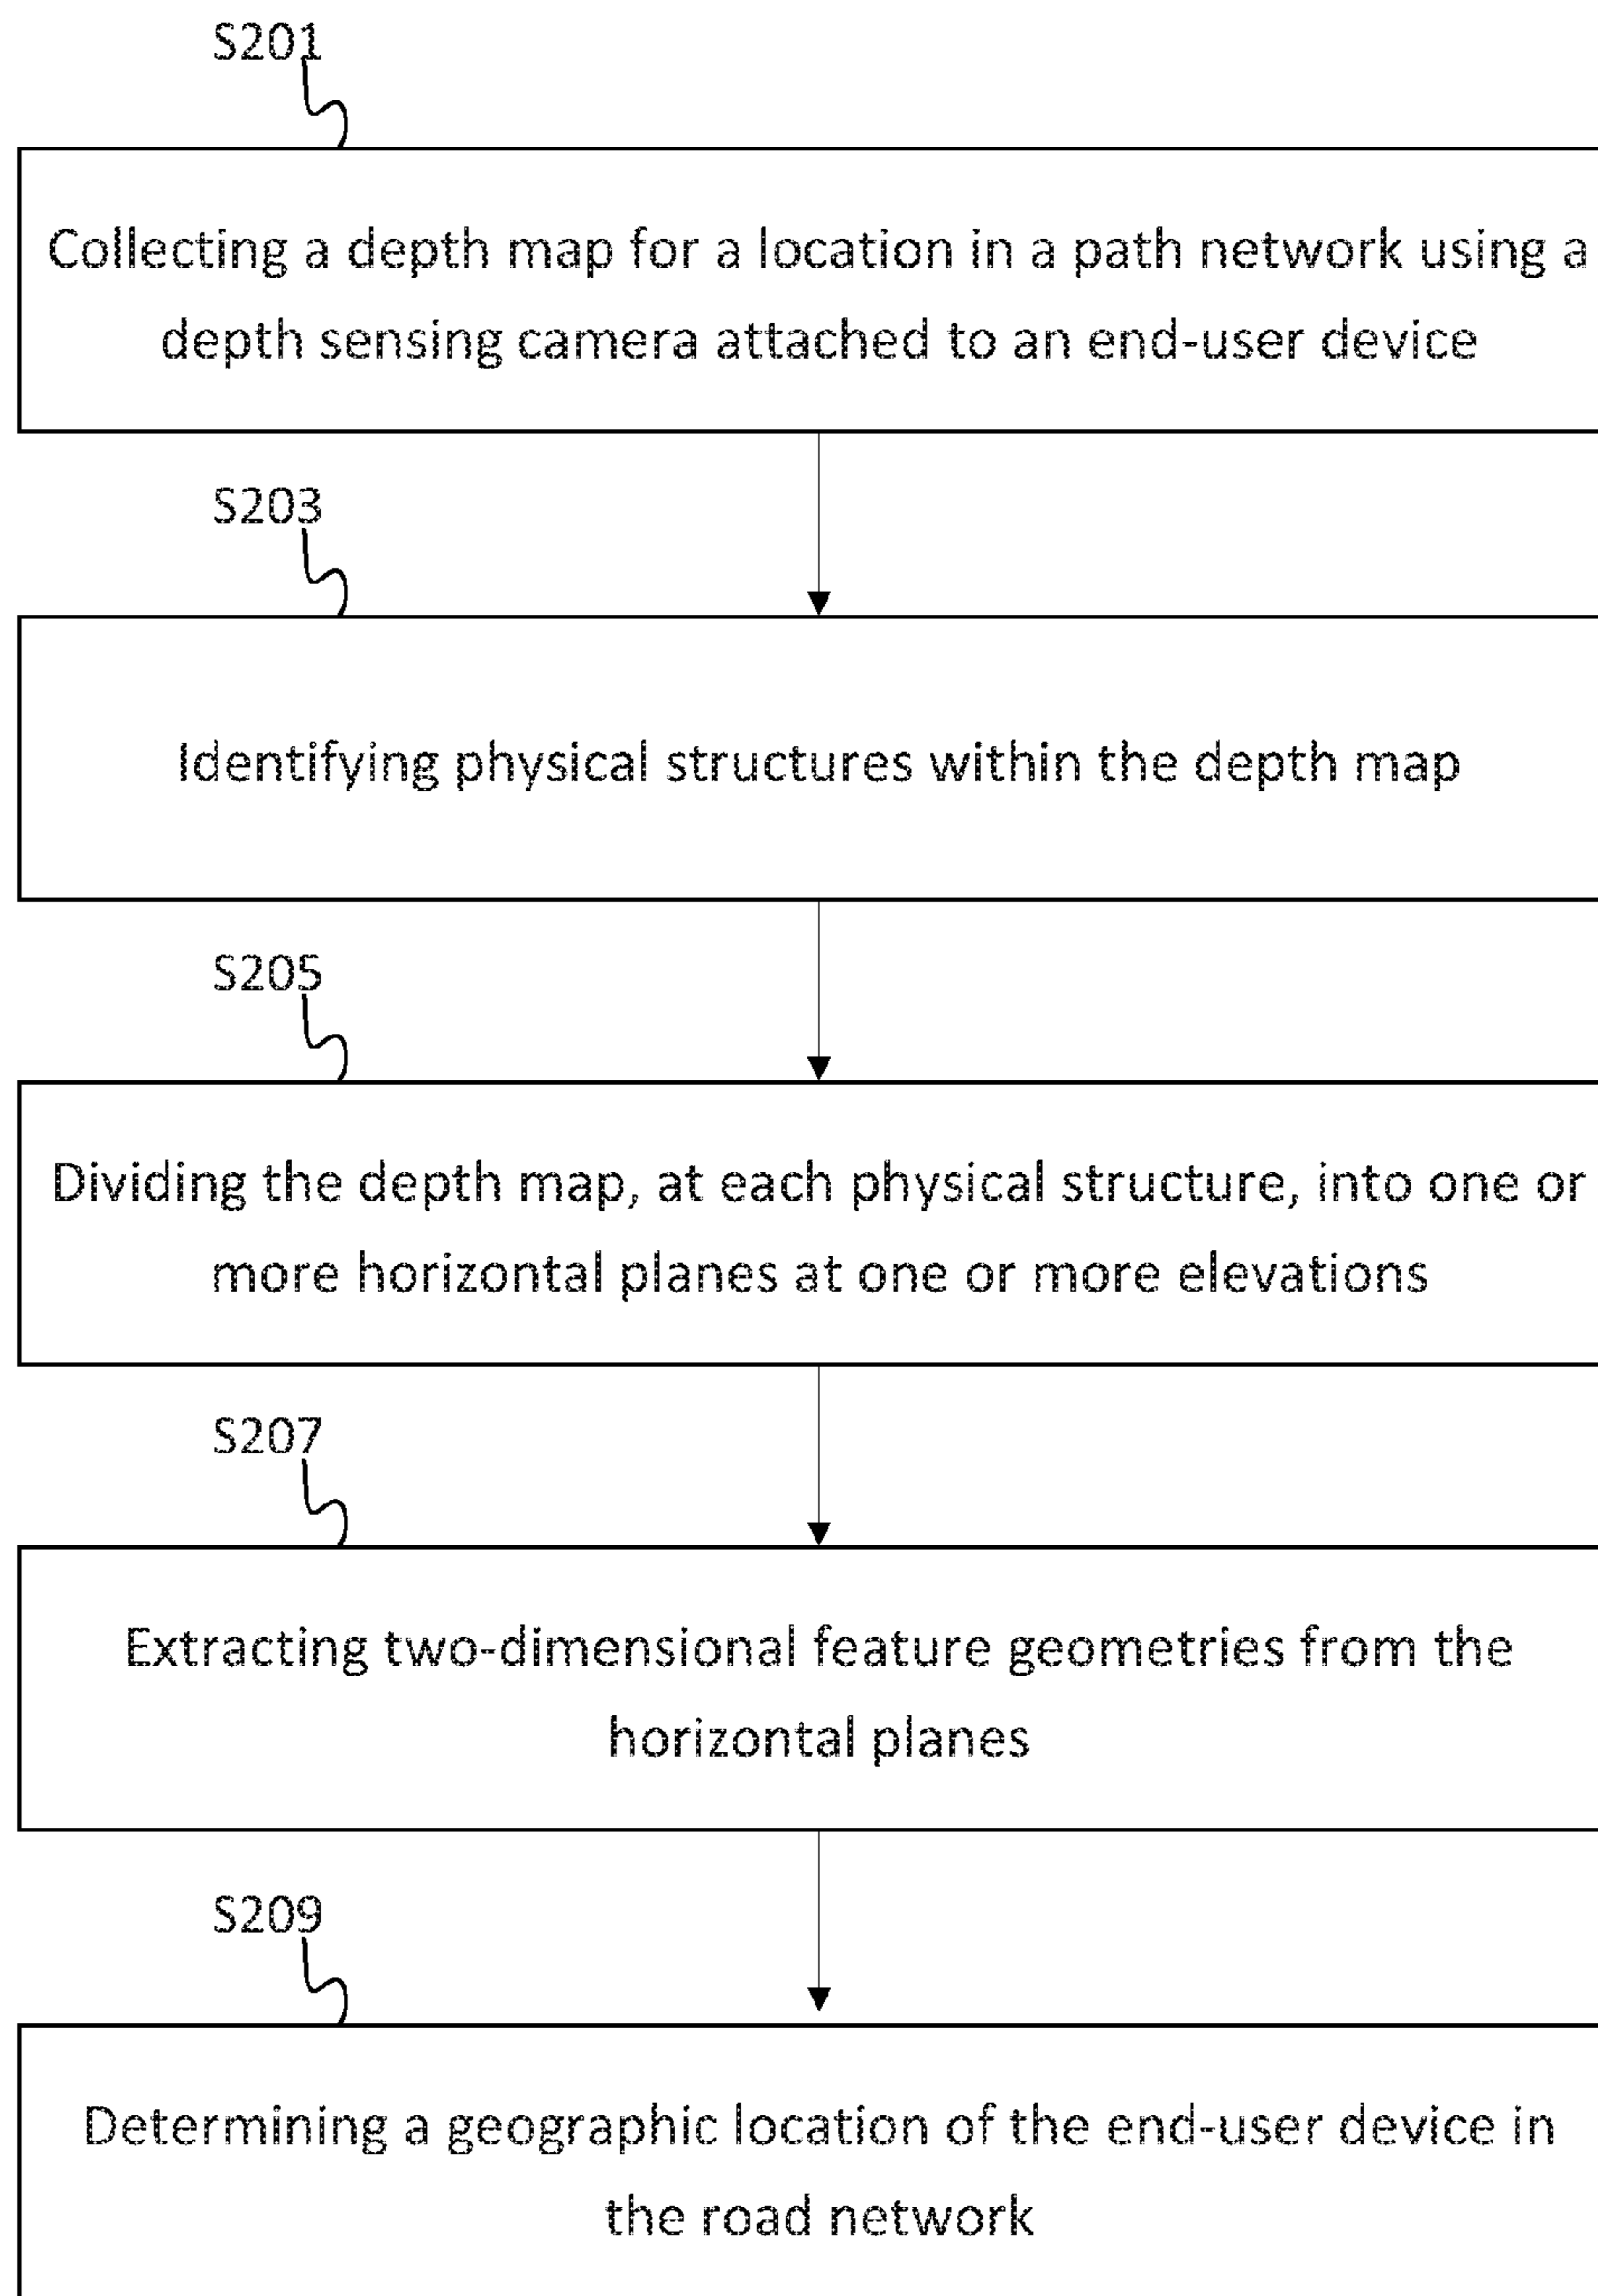 S201
Collecting a depth map for a location in a path network using a
depth sensing camera attached to an end-user device
S203
Identifying physical structures within the depth map
S205
Dividing the depth map, at each physical structure, into one or
more horizontal planes at one or more elevations
S207
Extracting two-dimensional feature geometries from the
horizontal planes
S209
Determining a geographic location of the end-user device in
the road network